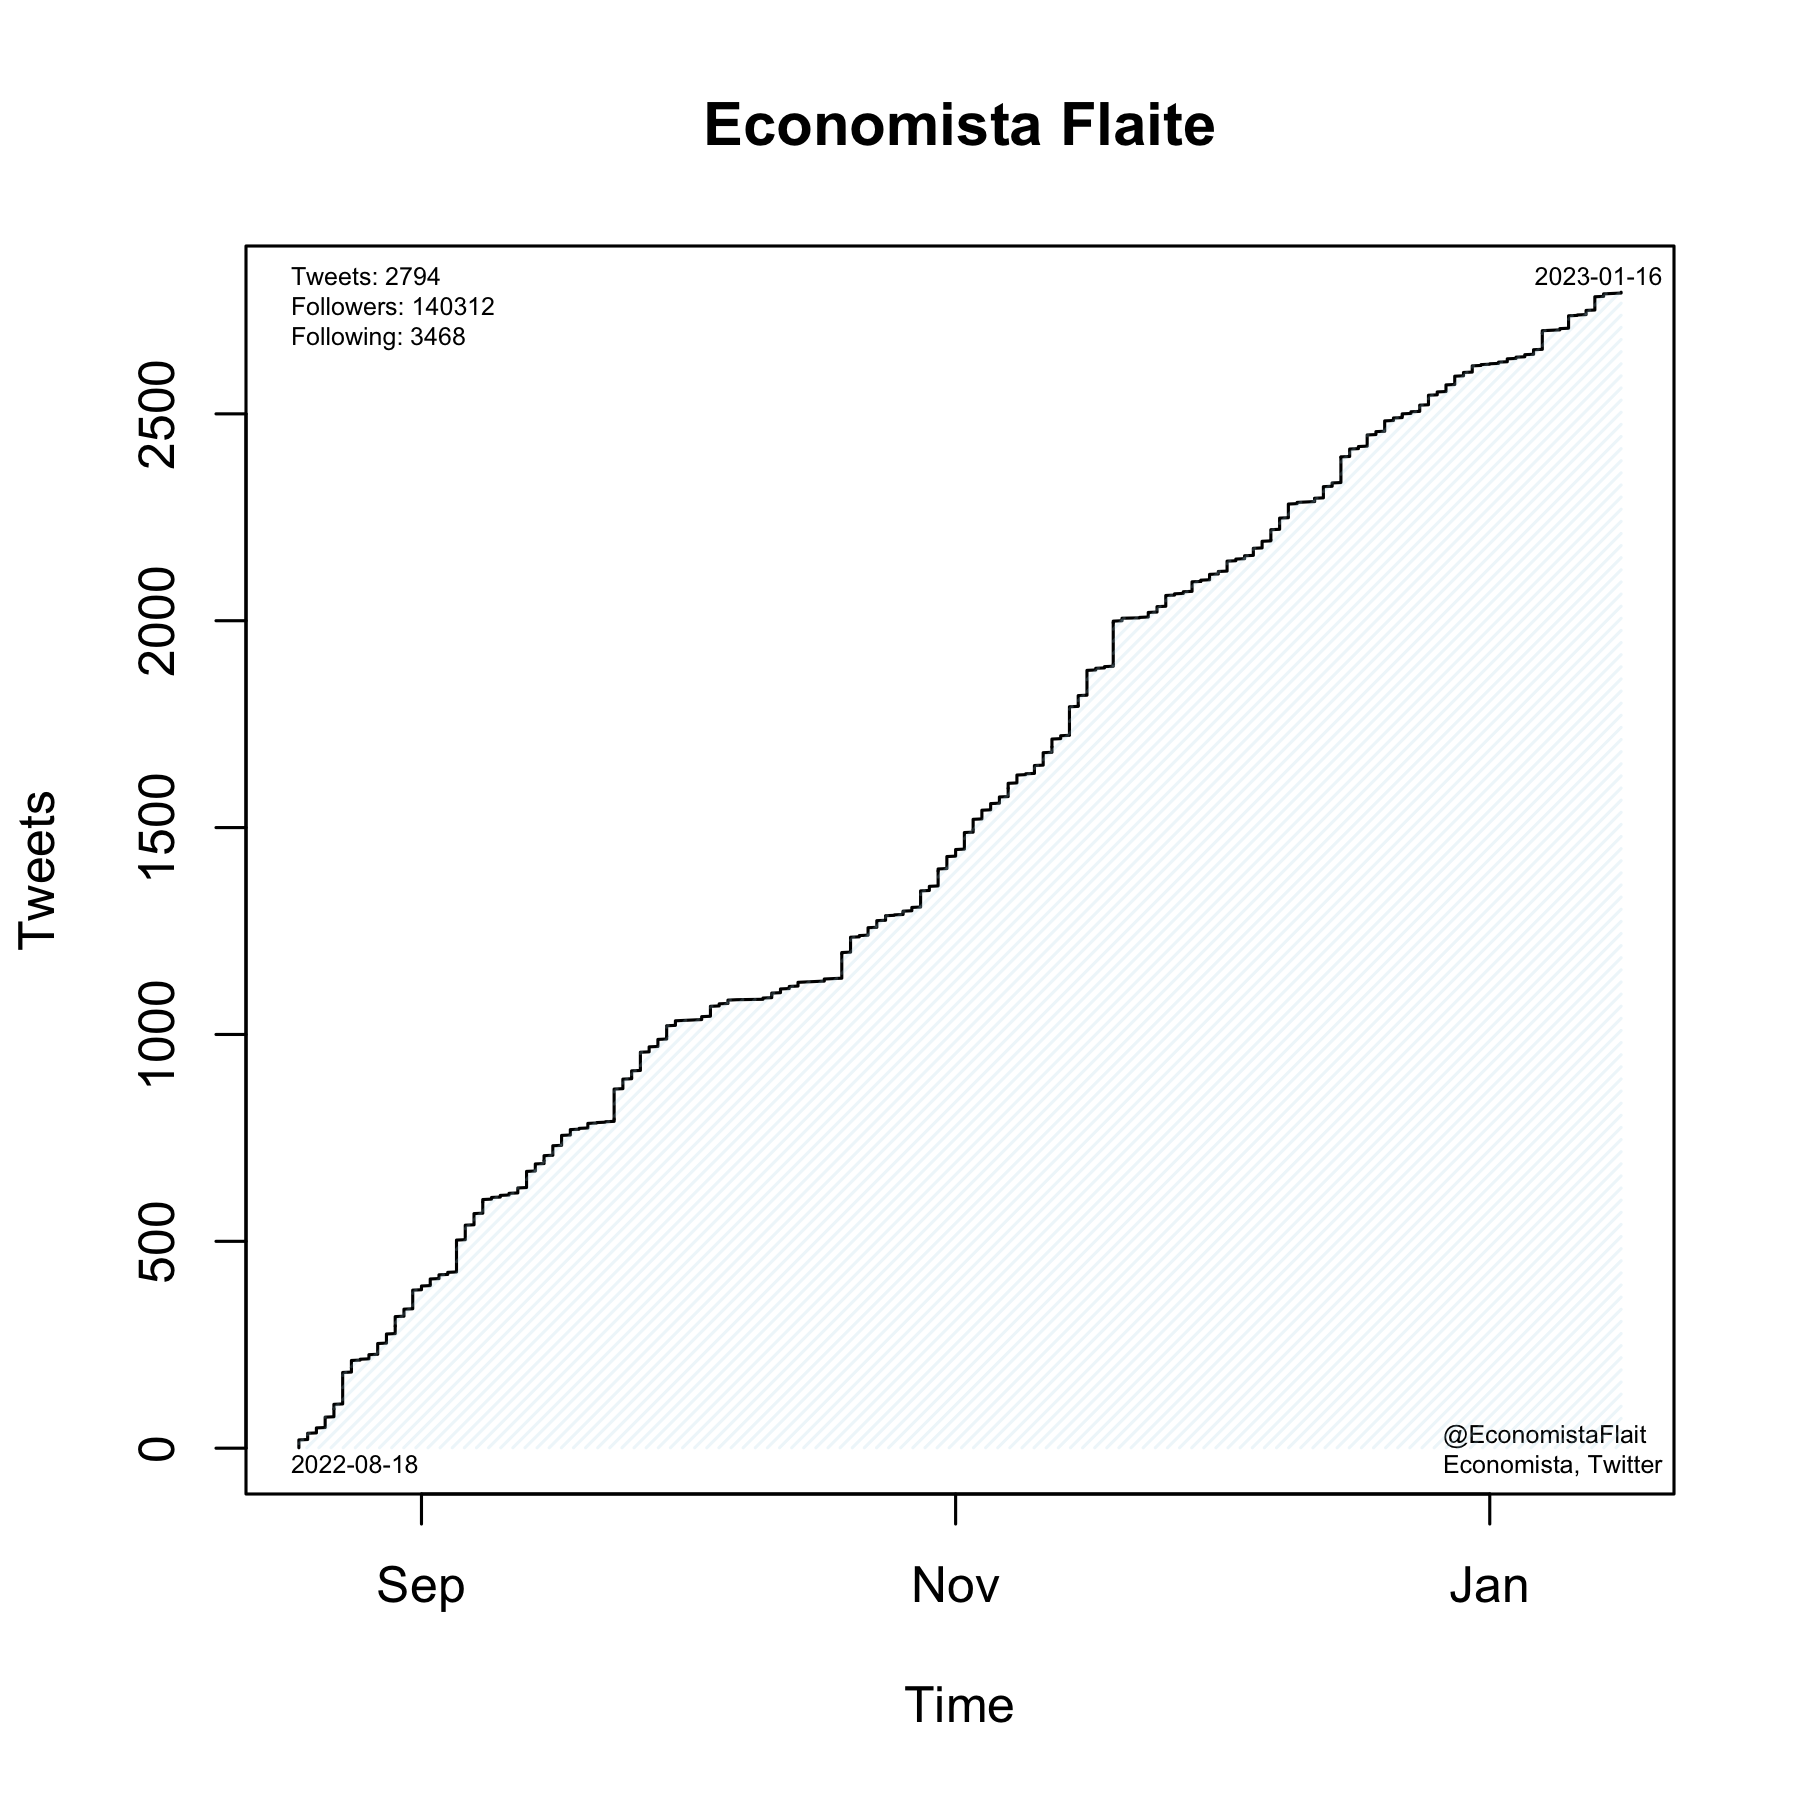 Economista Flaite
Tweets: 2794
Followers: 140312
Following: 3468
2023-01-16
Tweets
2500
2000
1500
1000
500
0
2022-08-18
@EconomistaFlait
Economista, Twitter
Sep
Nov
Jan
Time